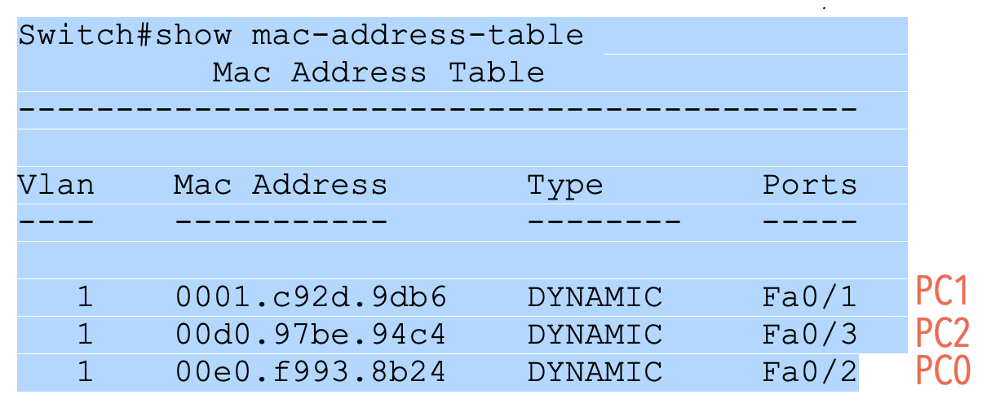 Switch#show mac-address-table
Mac Address Table
-------------------------------------------
Vlan Mac Address Type Ports
---- ----------- -------- -----
1 0001.c92d.9db6 DYNAMIC Fa0/1 PC1
1 00d0.97be.94c4 DYNAMIC Fa0/3 PC2
1 00e0.f993.8b24 DYNAMIC Fa0/2 PC0